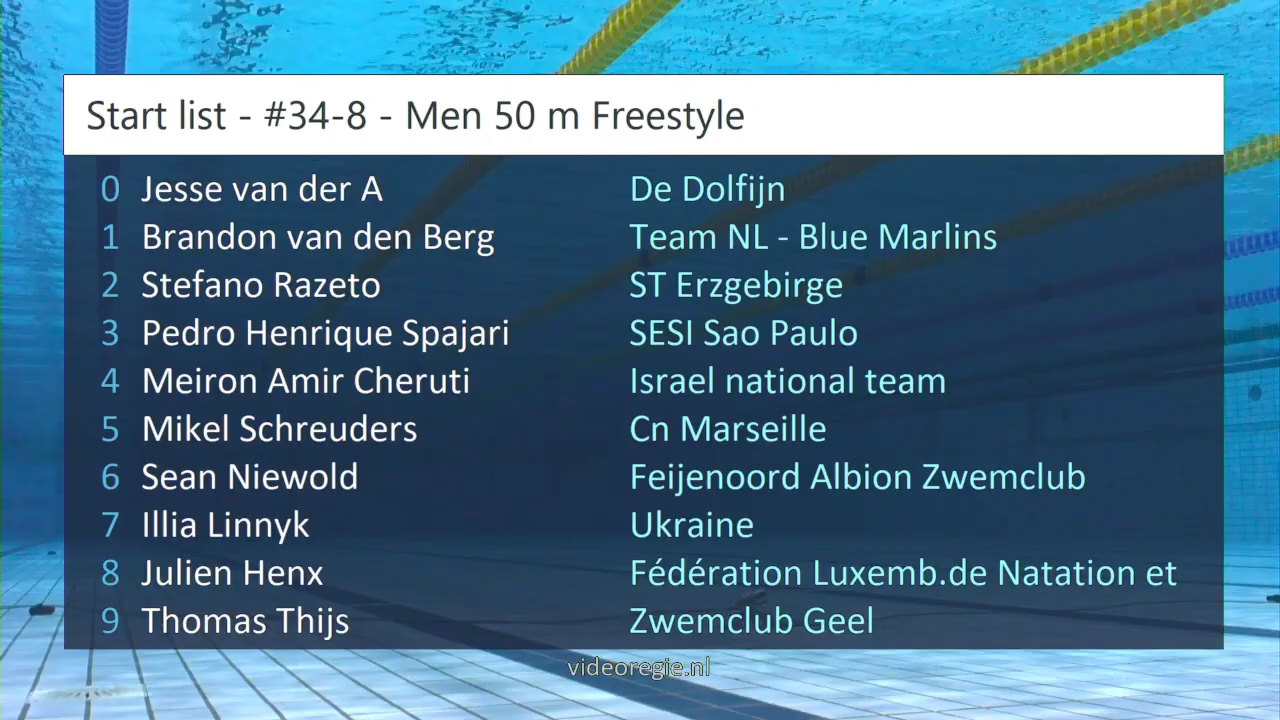 Start list - #34-8 - Men 50 m Freestyle
0 Jesse van der A De Dolfijn
1 Brandon van den Berg Team NL - Blue Marlins
2 Stefano Razeto ST Erzgebirge
3 Pedro Henrique Spajari SESI Sao Paulo
4 Meiron Amir Cheruti Israel national team
5 Mikel Schreuders Cn Marseille
6 Sean Niewold Feijenoord Albion Zwemclub
7 Illia Linnyk Ukraine
8 Julien Henx Fédération Luxemb.de Natation et
9 Thomas Thijs Zwemclub Geel
videoregie.nl